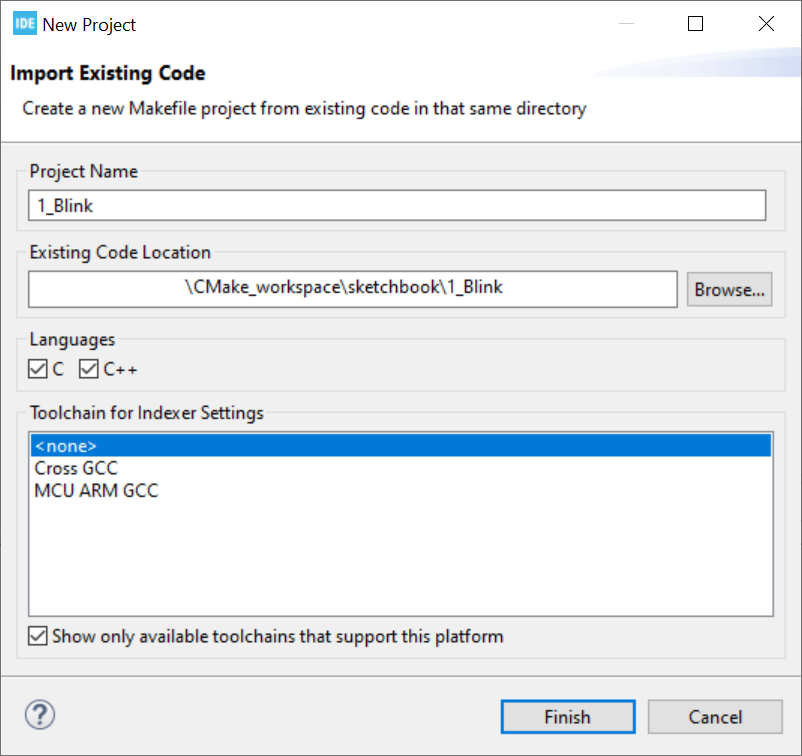 IDE New Project
Import Existing Code
Create a new Makefile project from existing code in that same directory
Project Name
1_Blink
Existing Code Location
\CMake_workspace\sketchbook\1_Blink
Browse...
Languages
C C++
Toolchain for Indexer Settings
<none>
Cross GCC
MCU ARM GCC
Show only available toolchains that support this platform
?
Finish Cancel